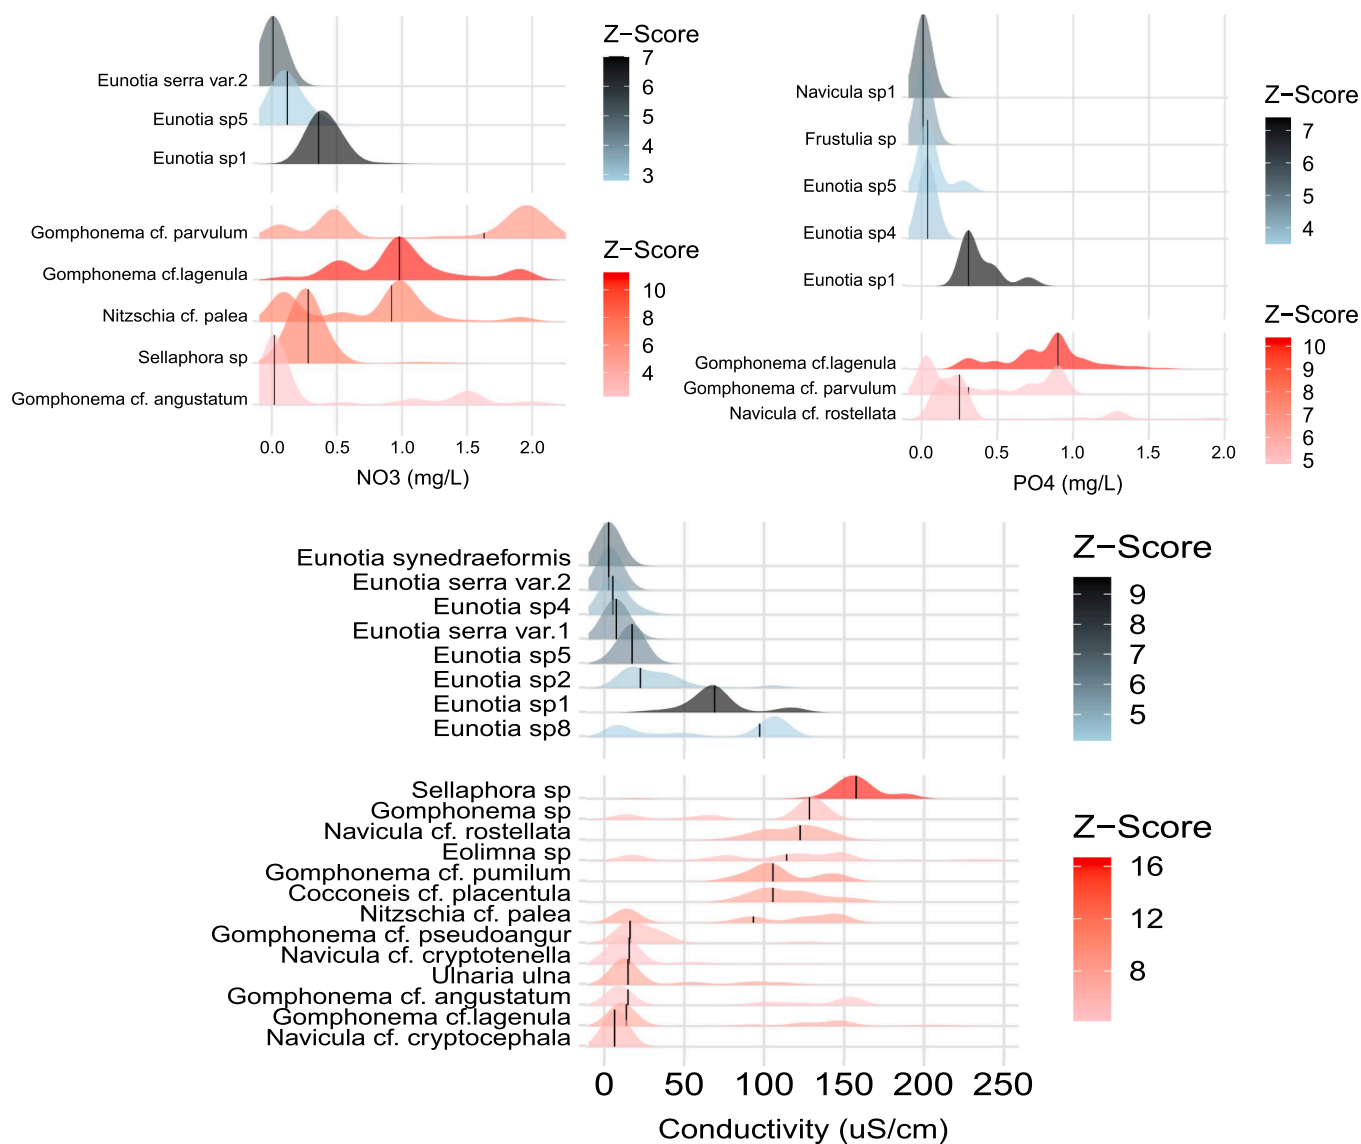 Eunotia serra var.2
Eunotia sp5
Eunotia sp1
Z−Score
7
6
5
4
3
Gomphonema cf. parvulum
Gomphonema cf.lagenula
Nitzschia cf. palea
Sellaphora sp
Gomphonema cf. angustatum
Z−Score
10
8
6
4
0.0 0.5 1.0 1.5 2.0
NO3 (mg/L)
Navicula sp1
Frustulia sp
Eunotia sp5
Eunotia sp4
Eunotia sp1
Z−Score
7
6
5
4
Gomphonema cf.lagenula
Gomphonema cf. parvulum
Navicula cf. rostellata
Z−Score
10
9
8
7
6
5
0.0 0.5 1.0 1.5 2.0
PO4 (mg/L)
Eunotia synedraeformis
Eunotia serra var.2
Eunotia sp4
Eunotia serra var.1
Eunotia sp5
Eunotia sp2
Eunotia sp1
Eunotia sp8
Z−Score
9
8
7
6
5
Sellaphora sp
Gomphonema sp
Navicula cf. rostellata
Eolimna sp
Gomphonema cf. pumilum
Cocconeis cf. placentula
Nitzschia cf. palea
Gomphonema cf. pseudoangur
Navicula cf. cryptotenella
Ulnaria ulna
Gomphonema cf. angustatum
Gomphonema cf.lagenula
Navicula cf. cryptocephala
Z−Score
16
12
8
0 50 100 150 200 250
Conductivity (uS/cm)